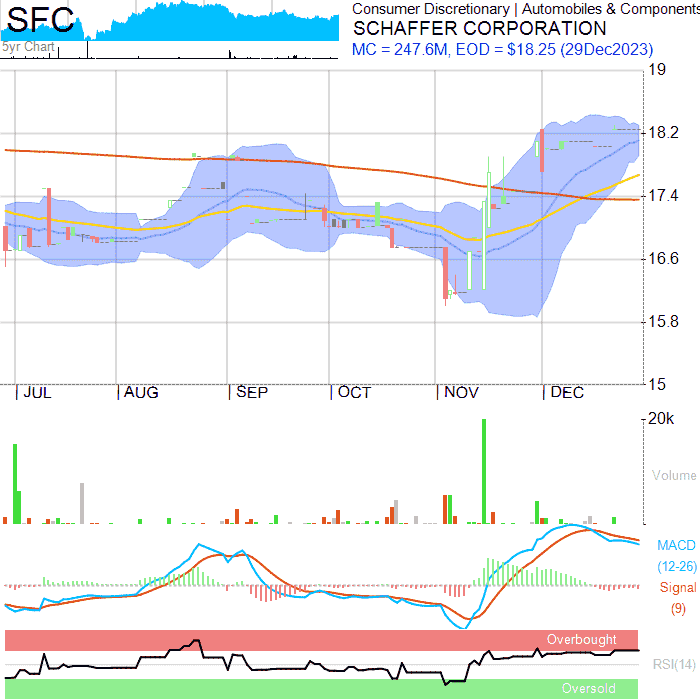 SFC
5yr Chart
Consumer Discretionary | Automobiles & Components
SCHAFFER CORPORATION
MC = 247.6M, EOD = $18.25 (29Dec2023)
19
18.2
17.4
16.6
15.8
15
JUL
AUG
SEP
OCT
NOV
DEC
20k
Volume
MACD
(12-26)
Signal
(9)
Overbought
RSI(14)
Oversold